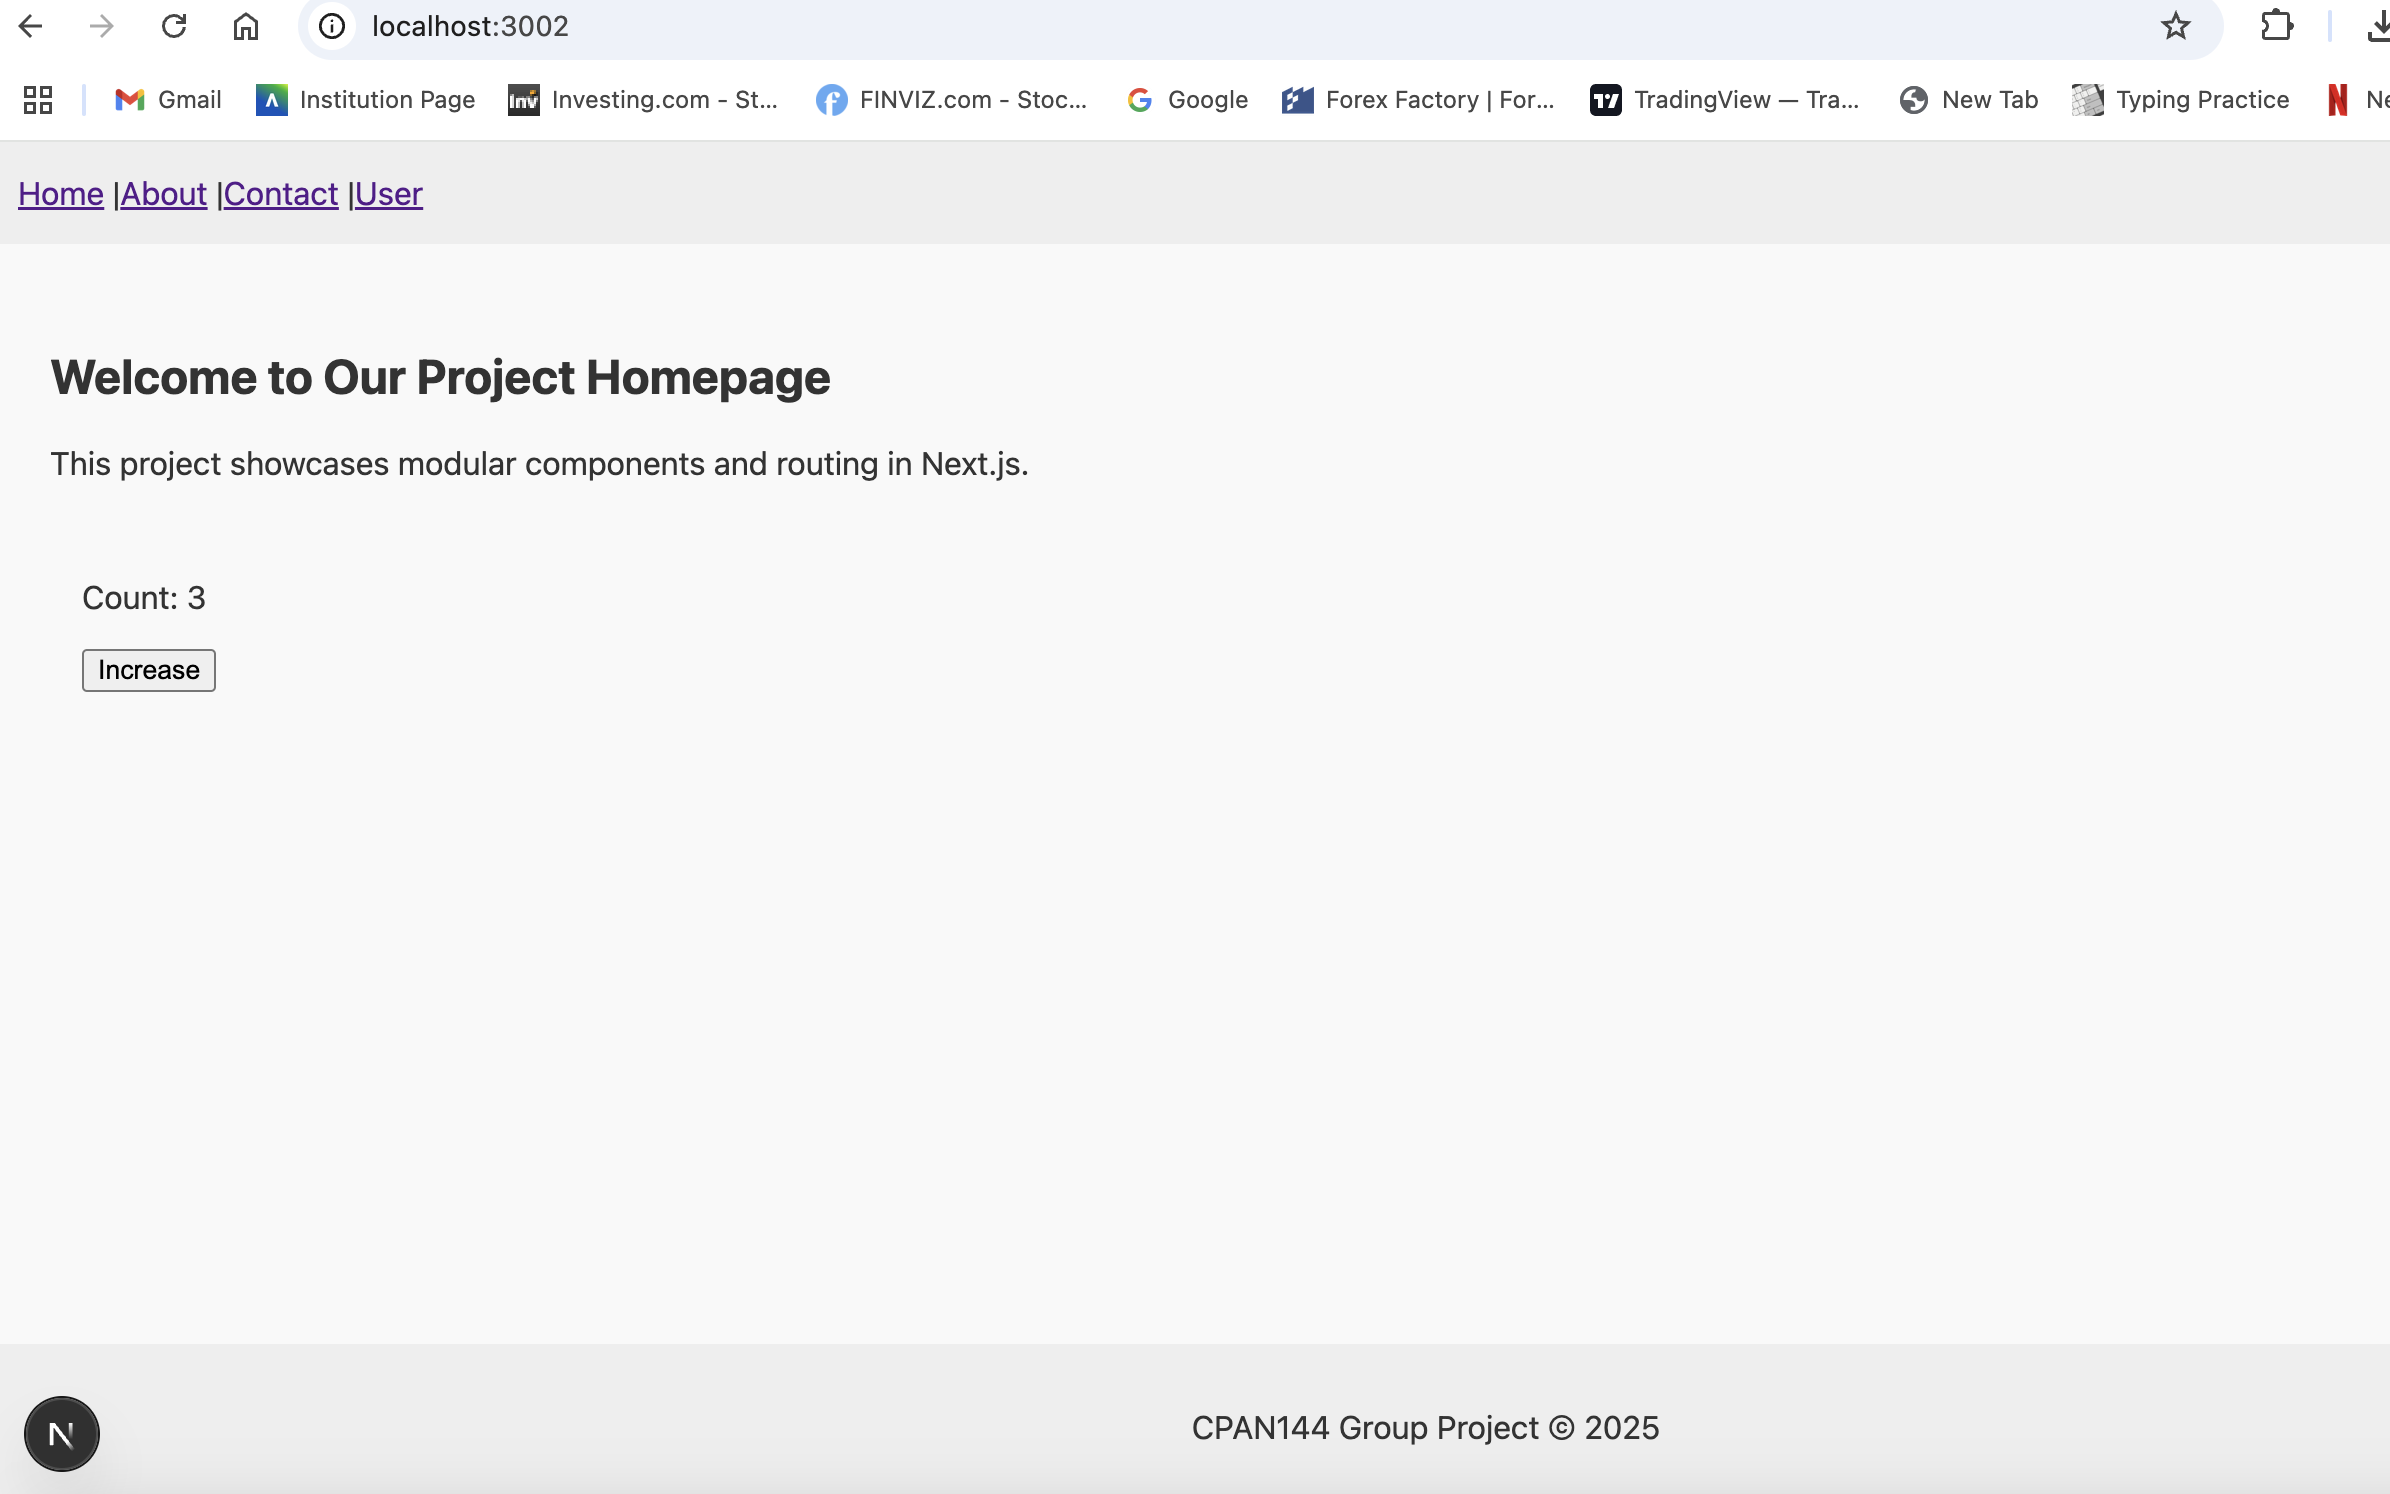 localhost:3002
Gmail Institution Page Investing.com - St... FINVIZ.com - Stoc... Google Forex Factory | For... TradingView — Tra... New Tab Typing Practice Ne
Home |About |Contact |User
Welcome to Our Project Homepage
This project showcases modular components and routing in Next.js.
Count: 3
Increase
N CPAN144 Group Project © 2025